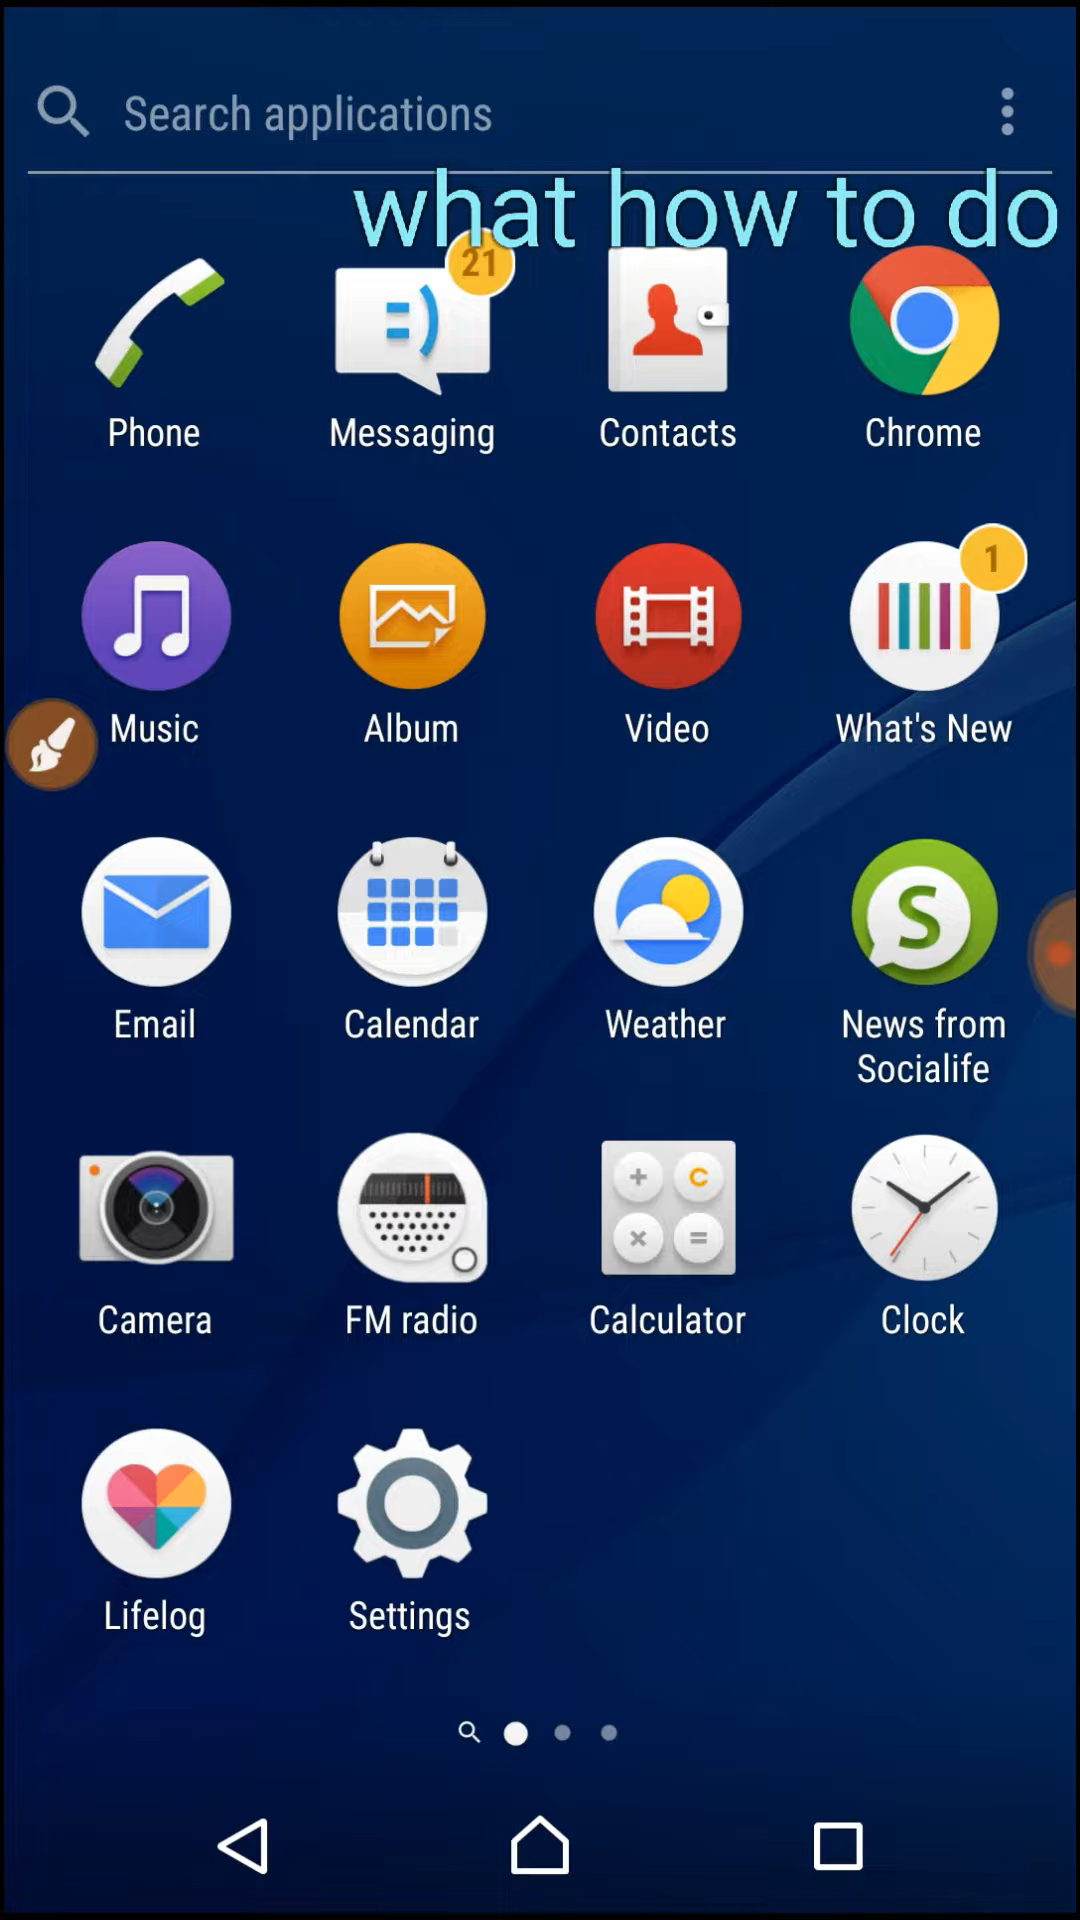 Search applications
what how to do
21
Phone Messaging Contacts Chrome
1
Music Album Video What's New
Email Calendar Weather News from
Socialife
S
+ C
× =
Camera FM radio Calculator Clock
Lifelog Settings